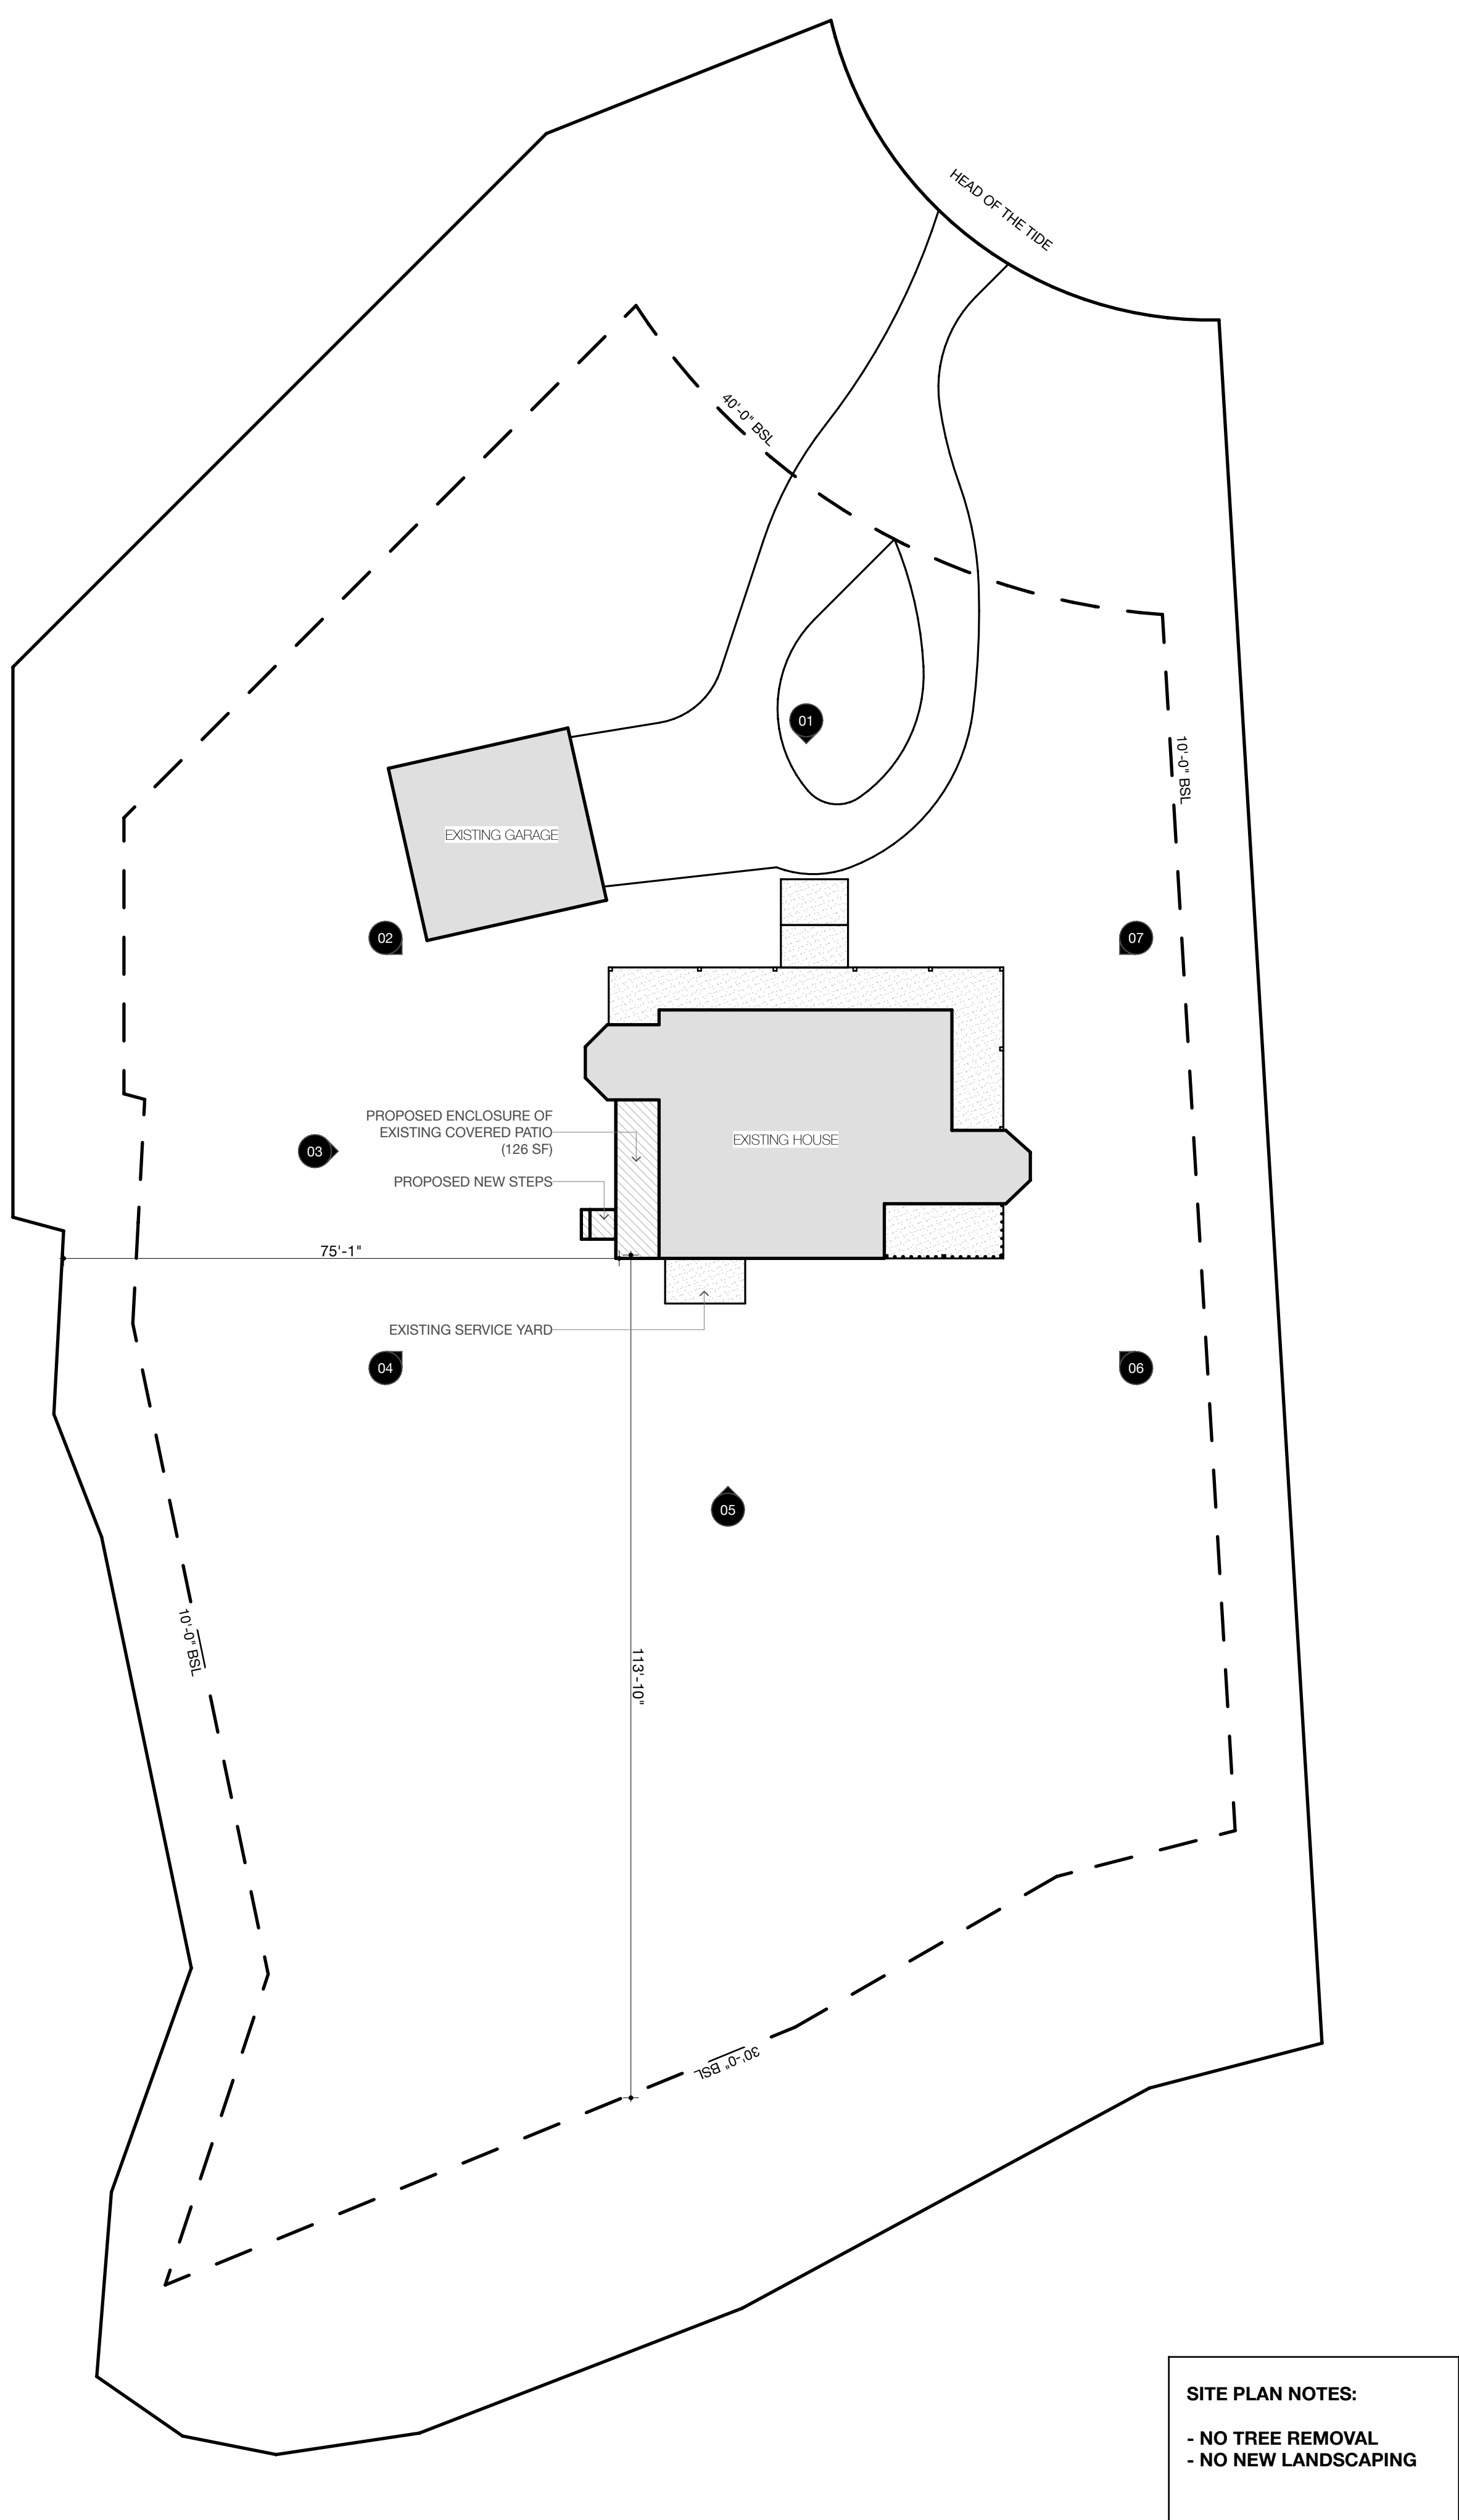 HEAD OF THE TIDE
40'-0" BSL
01
10'-0" BSL
EXISTING GARAGE
02
07
PROPOSED ENCLOSURE OF
EXISTING COVERED PATIO
(126 SF)
EXISTING HOUSE
03
PROPOSED NEW STEPS
75'-1"
EXISTING SERVICE YARD
04
06
05
10'-0" BSL
113'-10"
30'-0" BSL
SITE PLAN NOTES:
- NO TREE REMOVAL
- NO NEW LANDSCAPING